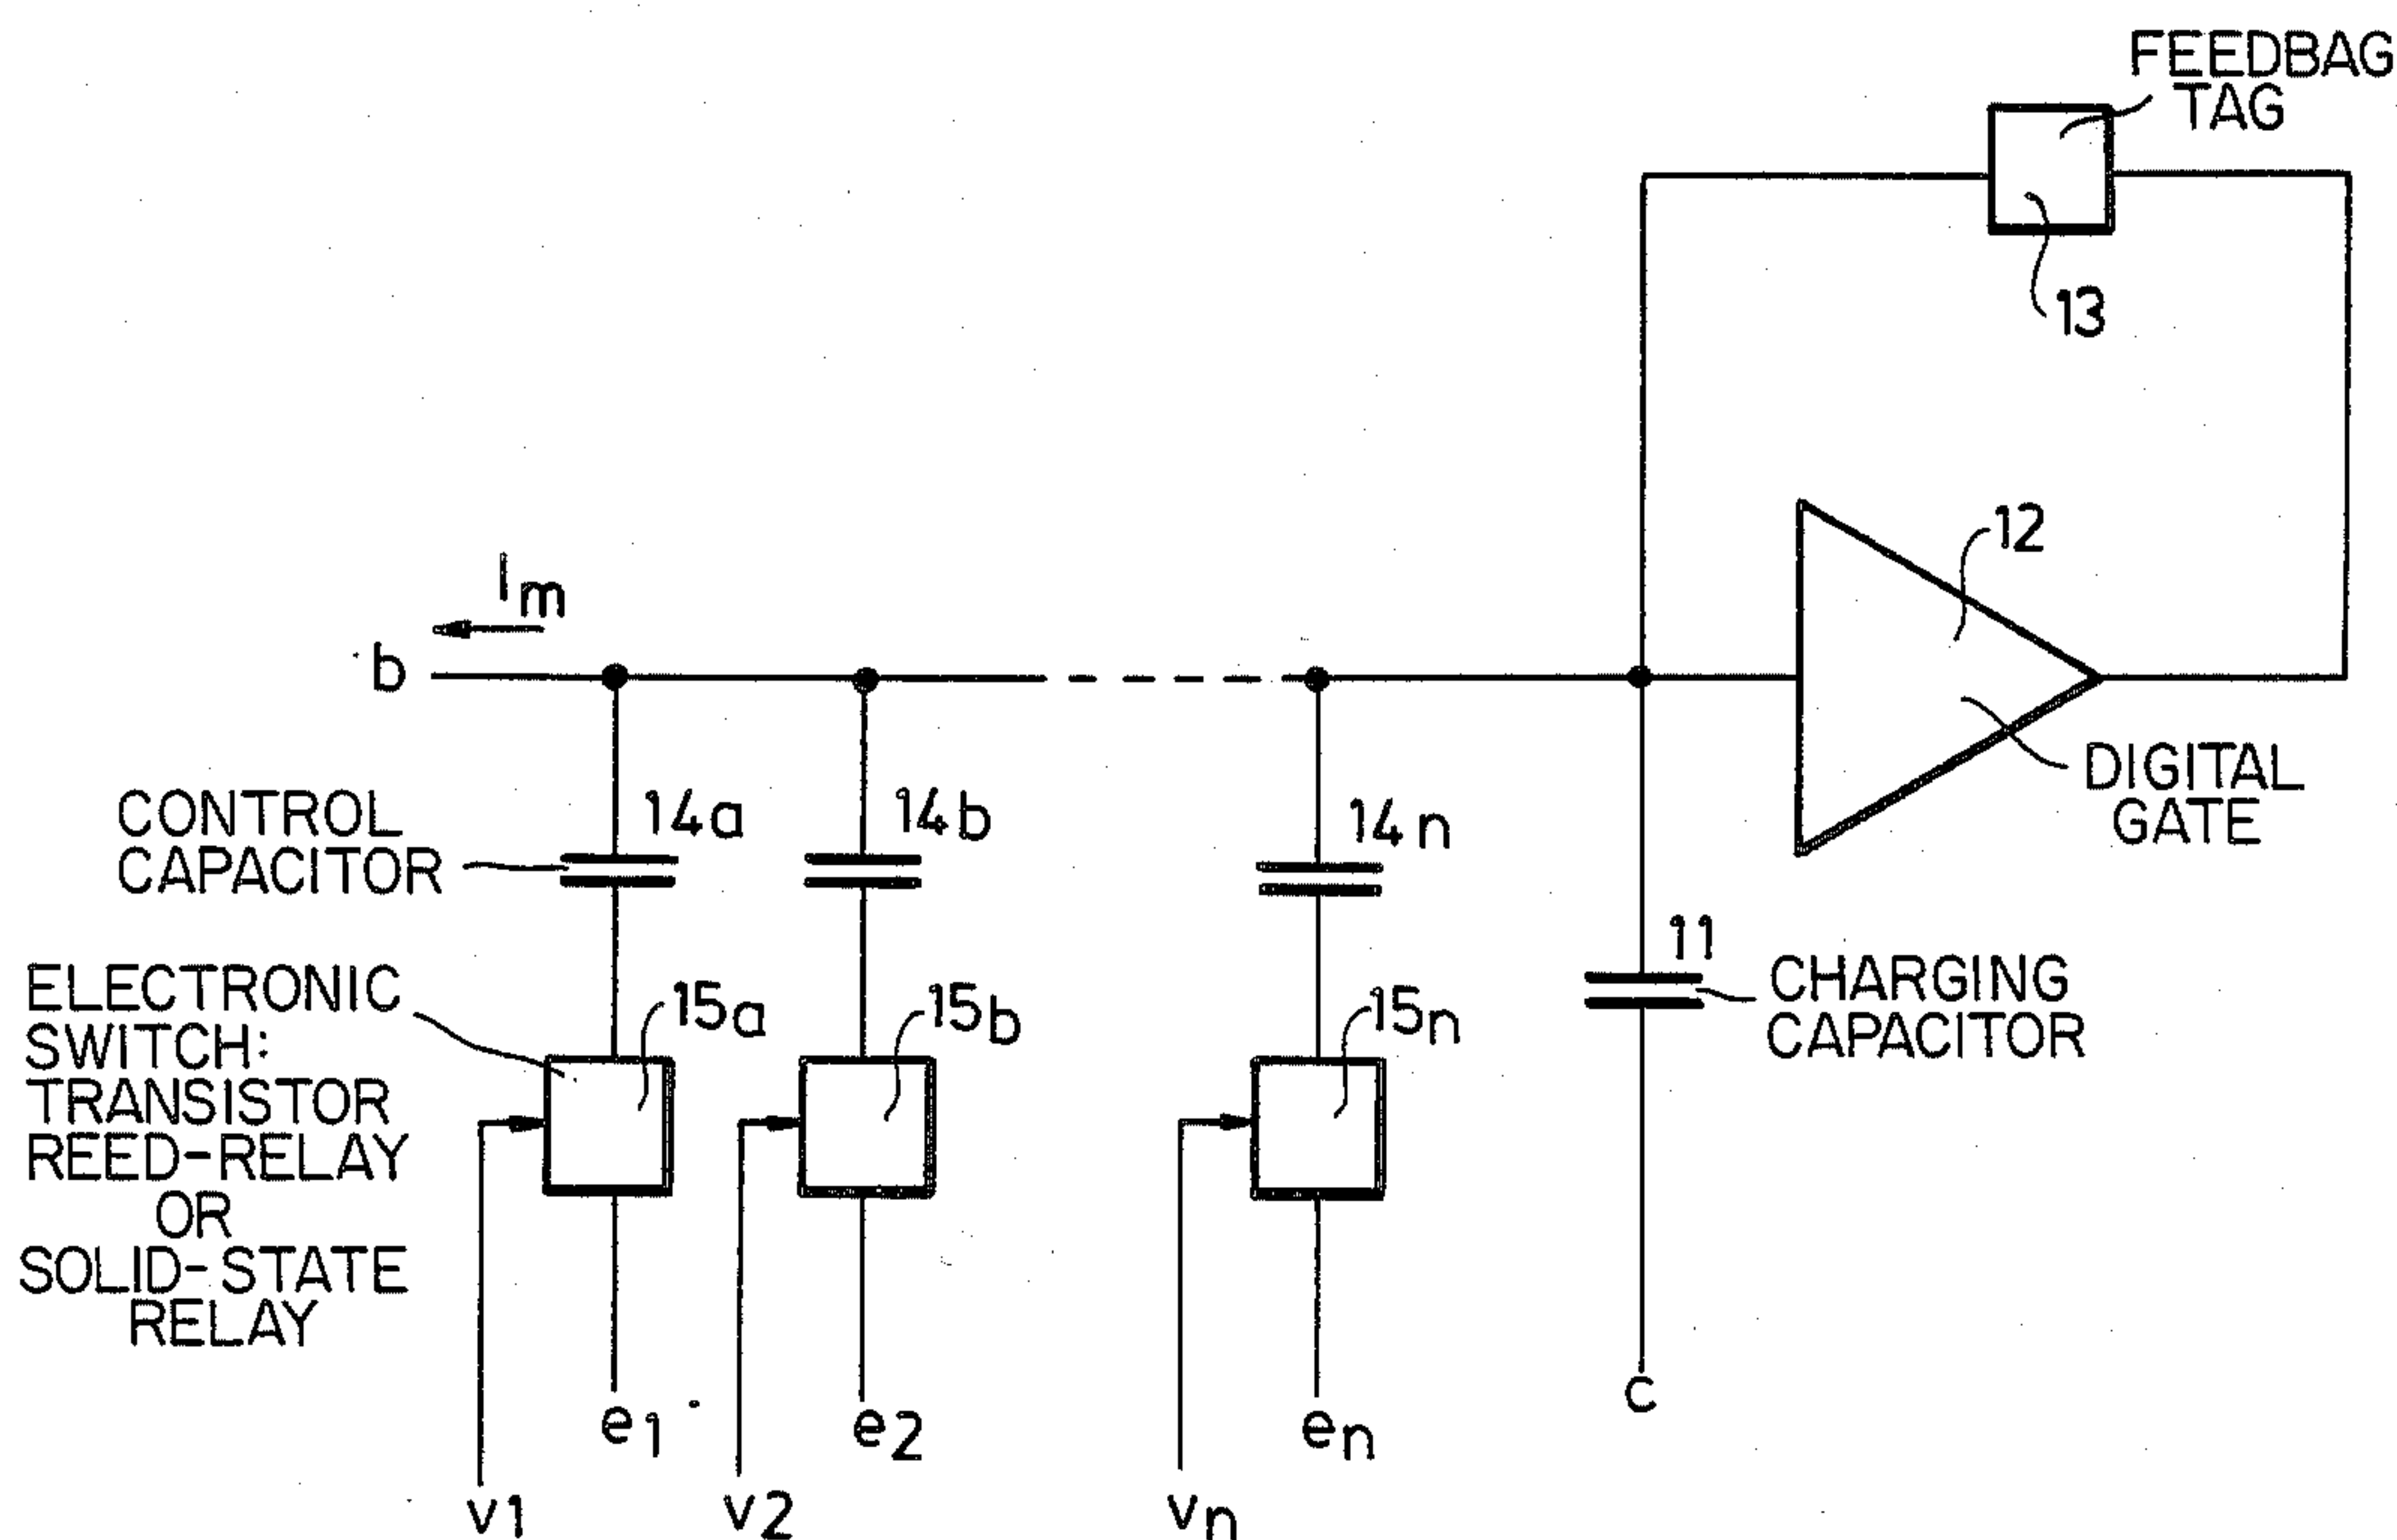 FEEDBAG
TAG
13
12
Im
b
DIGITAL
GATE
CONTROL
CAPACITOR
14a
14b
14n
11
CHARGING
CAPACITOR
ELECTRONIC
SWITCH:
TRANSISTOR
REED-RELAY
OR
SOLID-STATE
RELAY
15a
15b
15n
e1
e2
en
c
v1
v2
vn